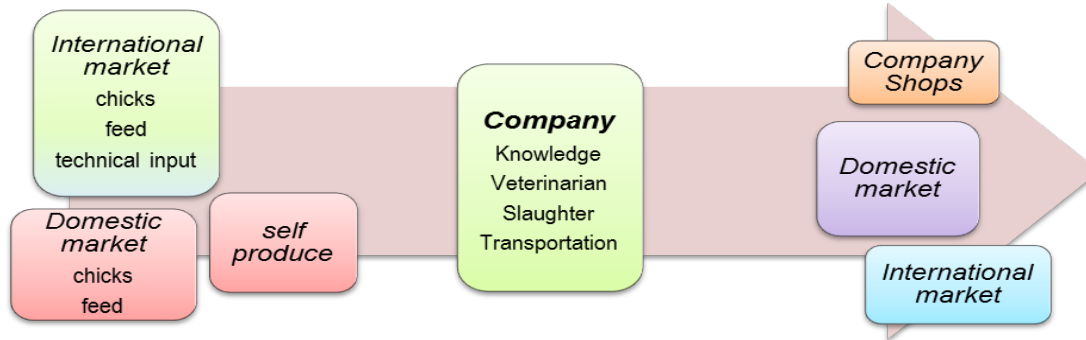 International
market
chicks
feed
technical input
Domestic
market
chicks
feed
self
produce
Company
Knowledge
Veterinarian
Slaughter
Transportation
Company
Shops
Domestic
market
International
market